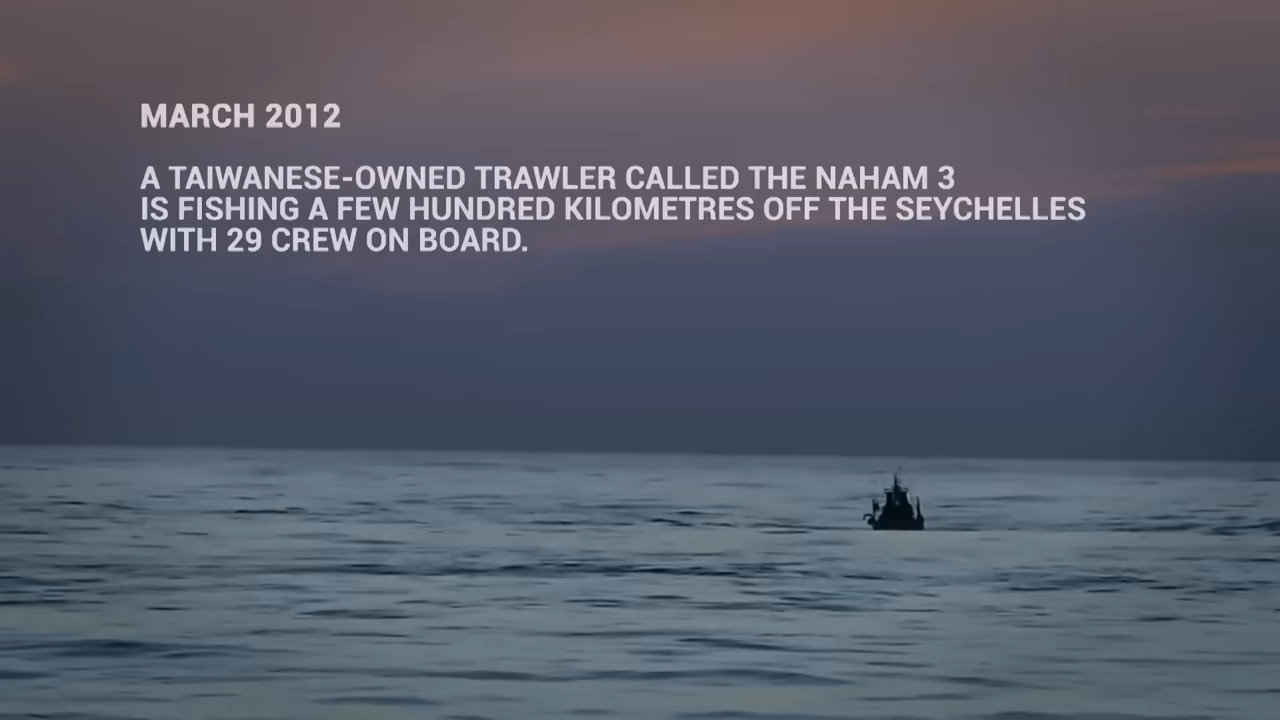 MARCH 2012
A TAIWANESE-OWNED TRAWLER CALLED THE NAHAM 3
IS FISHING A FEW HUNDRED KILOMETRES OFF THE SEYCHELLES
WITH 29 CREW ON BOARD.